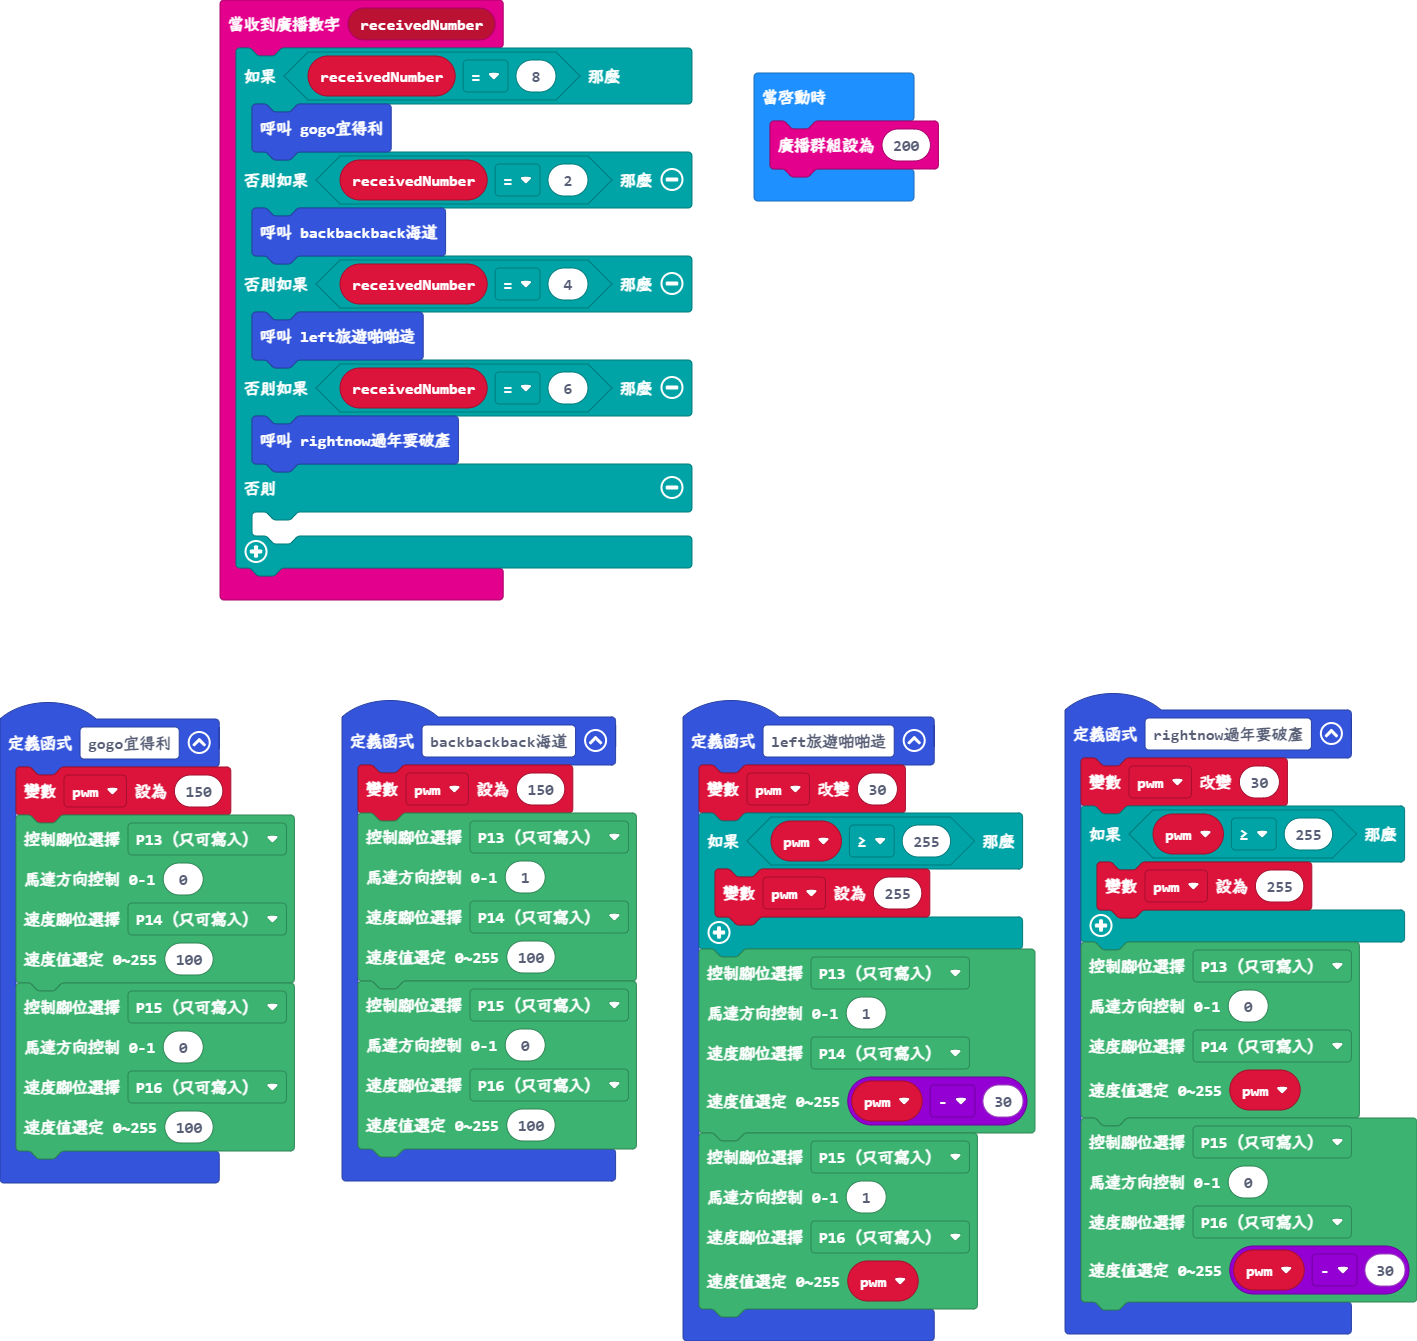 當收到廣播數字 receivedNumber
如果 receivedNumber = 8 那麼
呼叫 gogo宜得利
否則如果 receivedNumber = 2 那麼
呼叫 backbackback海道
否則如果 receivedNumber = 4 那麼
呼叫 left旅遊啪啪造
否則如果 receivedNumber = 6 那麼
呼叫 rightnow過年要破產
否則
當啓動時
廣播群組設為 200
定義函式 gogo宜得利
變數 pwm 設為 150
控制腳位選擇 P13 (只可寫入)
馬達方向控制 0-1 0
速度腳位選擇 P14 (只可寫入)
速度值選定 0~255 100
控制腳位選擇 P15 (只可寫入)
馬達方向控制 0-1 0
速度腳位選擇 P16 (只可寫入)
速度值選定 0~255 100
定義函式 backbackback海道
變數 pwm 設為 150
控制腳位選擇 P13 (只可寫入)
馬達方向控制 0-1 1
速度腳位選擇 P14 (只可寫入)
速度值選定 0~255 100
控制腳位選擇 P15 (只可寫入)
馬達方向控制 0-1 0
速度腳位選擇 P16 (只可寫入)
速度值選定 0~255 100
定義函式 left旅遊啪啪造
變數 pwm 改變 30
如果 pwm ≥ 255 那麼
變數 pwm 設為 255
控制腳位選擇 P13 (只可寫入)
馬達方向控制 0-1 1
速度腳位選擇 P14 (只可寫入)
速度值選定 0~255 pwm - 30
控制腳位選擇 P15 (只可寫入)
馬達方向控制 0-1 1
速度腳位選擇 P16 (只可寫入)
速度值選定 0~255 pwm
定義函式 rightnow過年要破產
變數 pwm 改變 30
如果 pwm ≥ 255 那麼
變數 pwm 設為 255
控制腳位選擇 P13 (只可寫入)
馬達方向控制 0-1 0
速度腳位選擇 P14 (只可寫入)
速度值選定 0~255 pwm
控制腳位選擇 P15 (只可寫入)
馬達方向控制 0-1 0
速度腳位選擇 P16 (只可寫入)
速度值選定 0~255 pwm - 30